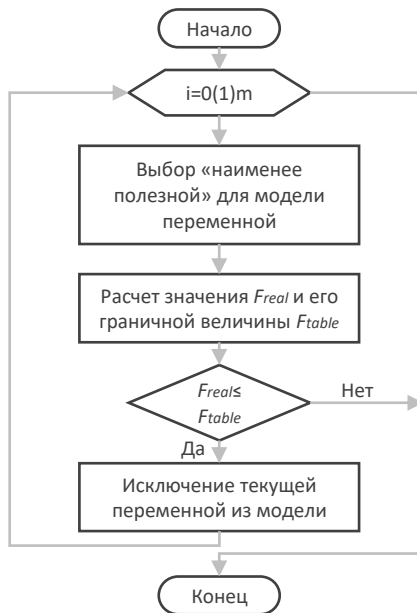 Начало
i=0(1)m
Выбор «наименее
полезной» для модели
переменной
Расчет значения Freal и его
граничной величины Ftable
Freal≤
Ftable
Нет
Да
Исключение текущей
переменной из модели
Конец